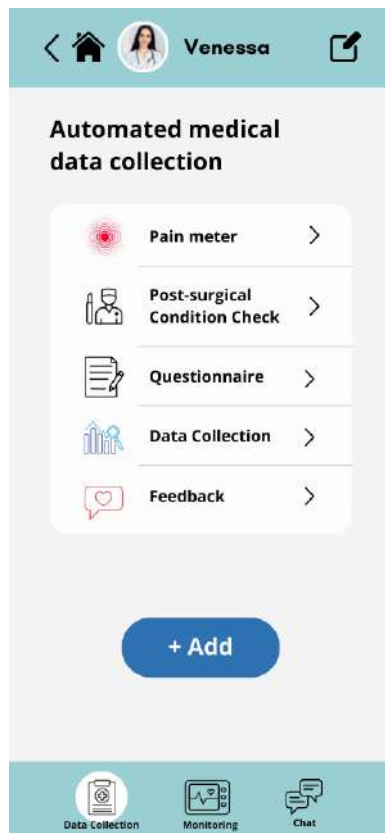 Venessa
Automated medical
data collection
Pain meter
Post-surgical
Condition Check
Questionnaire
Data Collection
Feedback
+ Add
Data Collection
Monitoring
Chat